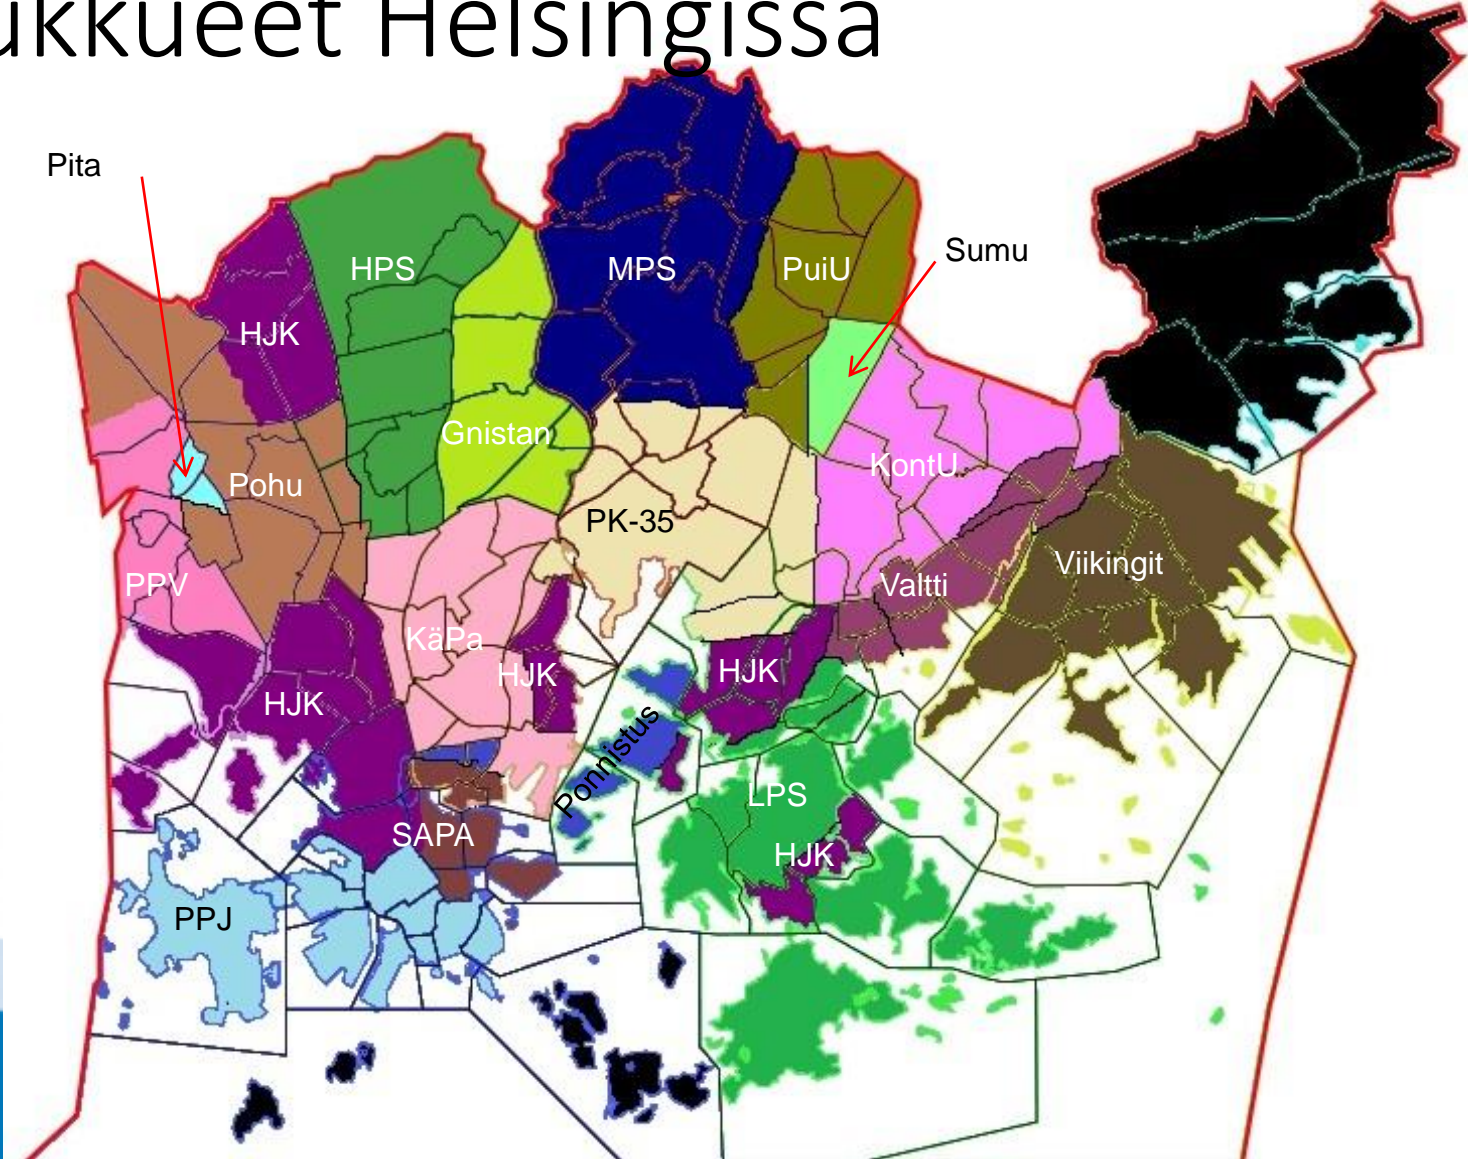 ukkueet Helsingissä
Pita
Sumu
HPS
MPS
PuiU
HJK
Gnistan
KontU
Pohu
PK-35
Viikingit
PPV
Valtti
KäPa
HJK
HJK
HJK
Ponnistus
LPS
SAPA
HJK
PPJ